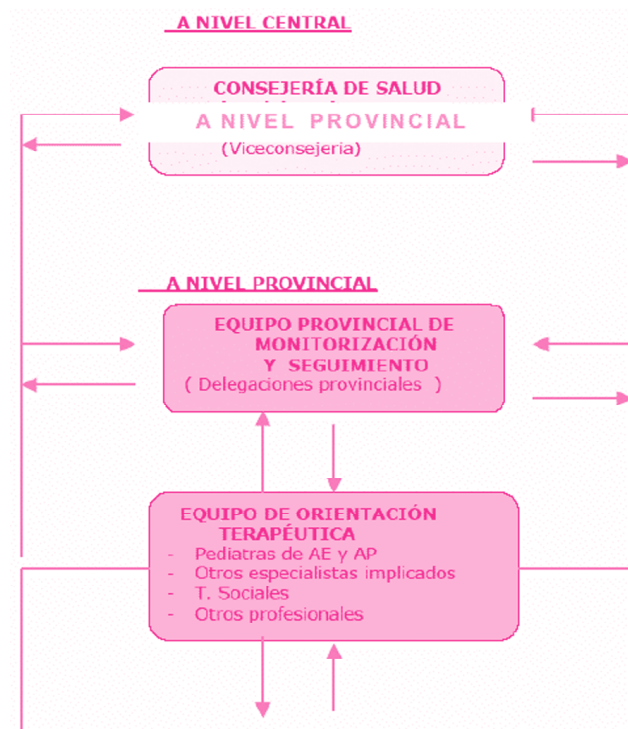 A NIVEL CENTRAL
CONSEJERÍA DE SALUD
A NIVEL PROVINCIAL
(Viceconsejería)
A NIVEL PROVINCIAL
EQUIPO PROVINCIAL DE
MONITORIZACIÓN
Y SEGUIMIENTO
( Delegaciones provinciales )
EQUIPO DE ORIENTACIÓN
TERAPÉUTICA
- Pediatras de AE y AP
- Otros especialistas implicados
- T. Sociales
- Otros profesionales